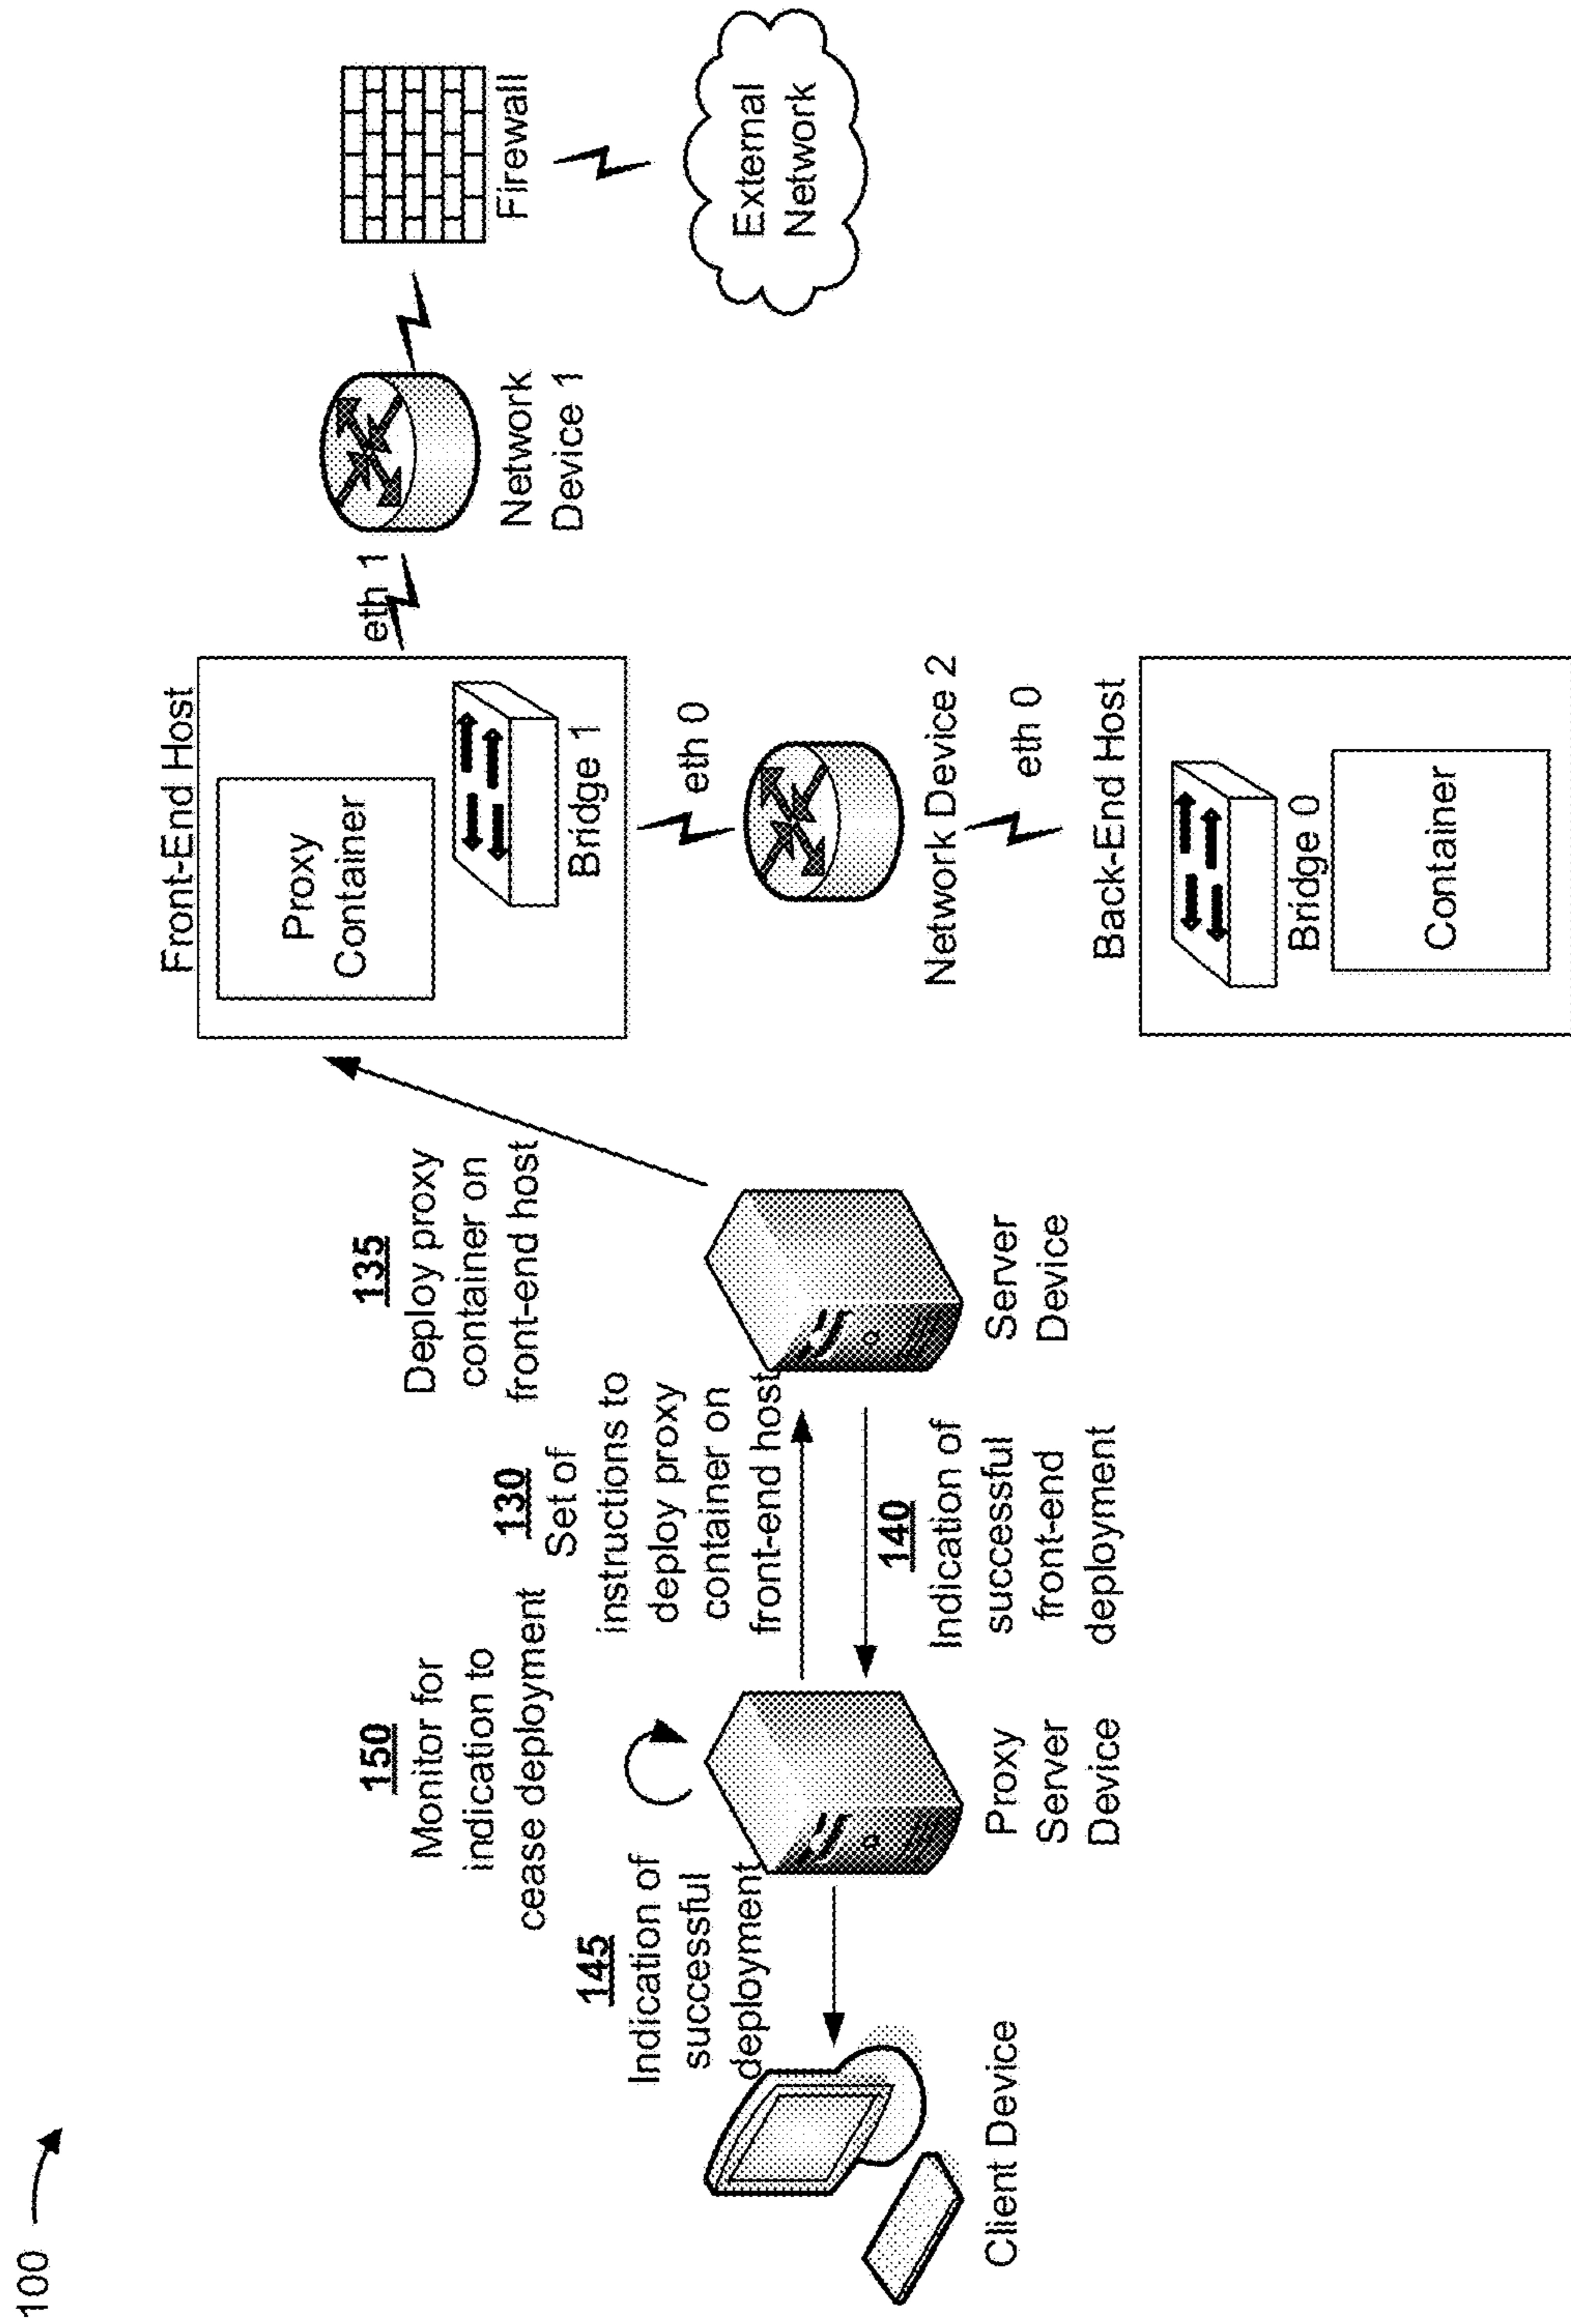 100
150
Monitor for
indication to
cease deployment
145
Indication of
successful
deployment
Client Device
Proxy
Server
Device
130
Set of
instructions to
deploy proxy
container on
front-end host
140
Indication of
successful
front-end
deployment
135
Deploy proxy
container on
front-end host
Server
Device
Front-End Host
Proxy
Container
Bridge 1
eth 1
Network
Device 1
Firewall
External
Network
eth 0
Network Device 2
eth 0
Back-End Host
Bridge 0
Container